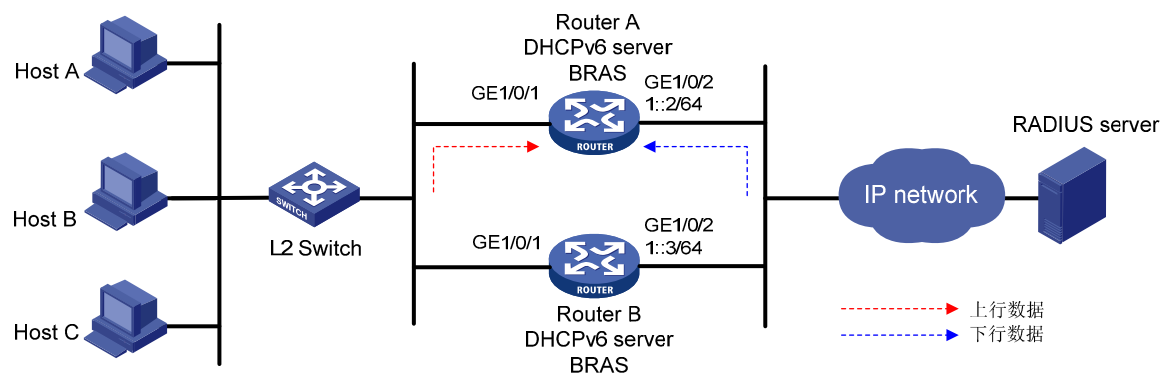 Host A
Host B
Host C
SWITCH
L2 Switch
GE1/0/1
Router A
DHCPv6 server
BRAS
ROUTER
GE1/0/2
1::2/64
GE1/0/1
ROUTER
Router B
DHCPv6 server
BRAS
GE1/0/2
1::3/64
IP network
RADIUS server
上行数据
下行数据